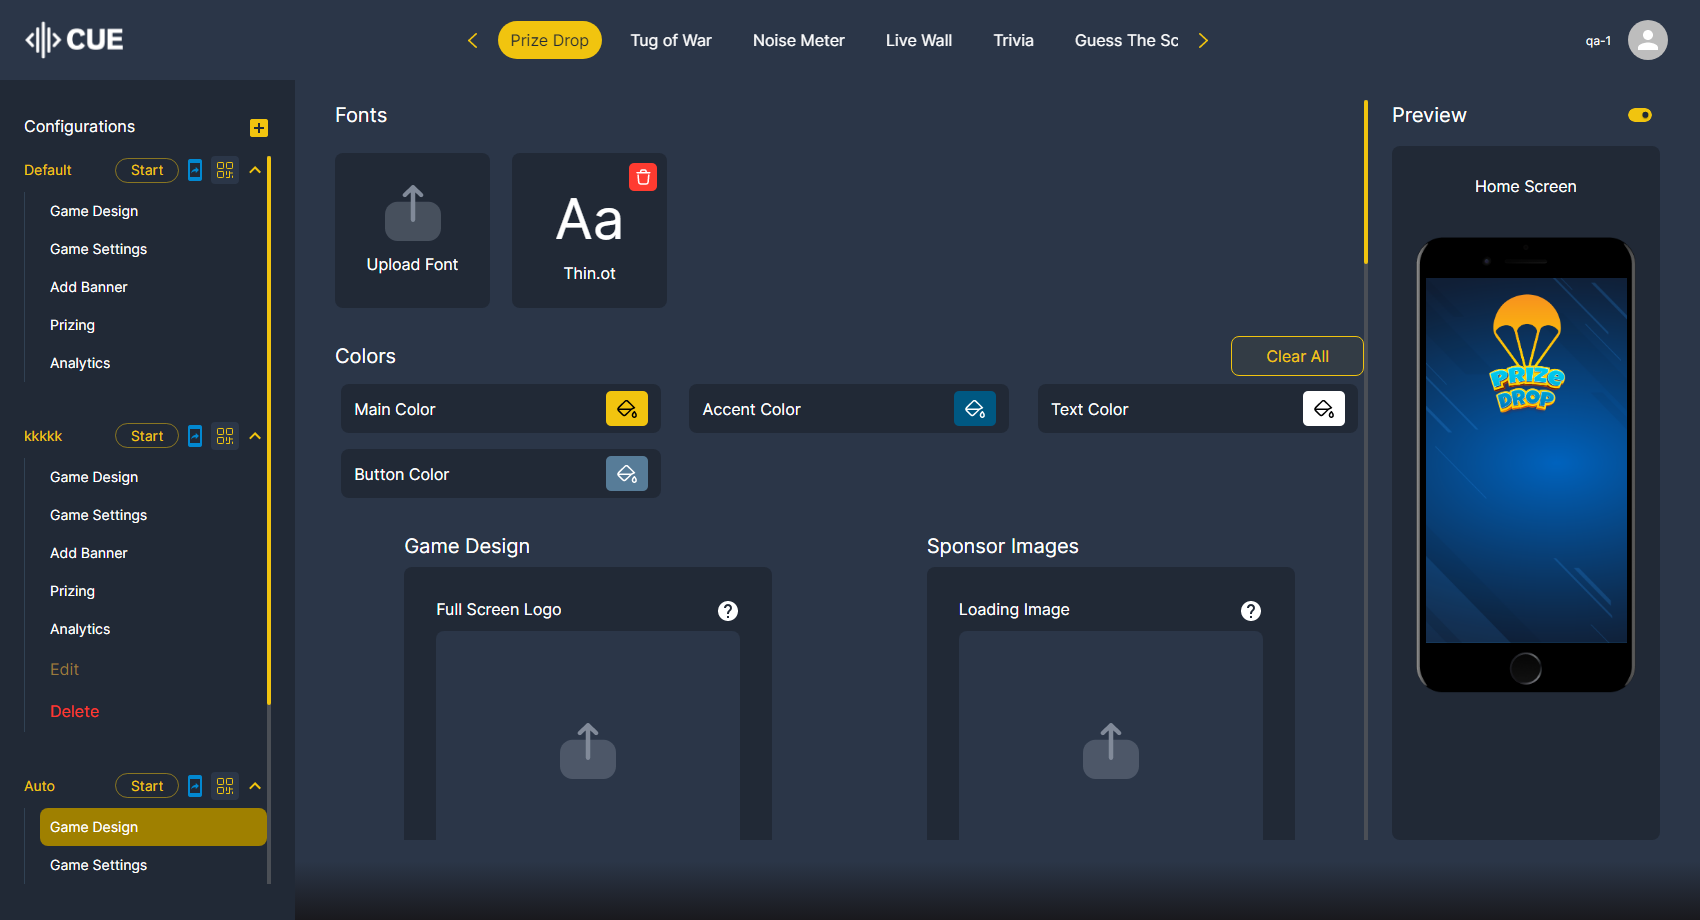 CUE
Prize Drop
Tug of War
Noise Meter
Live Wall
Trivia
Guess The Sc
qa-1
Configurations
Default
Start
Game Design
Game Settings
Add Banner
Prizing
Analytics
kkkkk
Start
Game Design
Game Settings
Add Banner
Prizing
Analytics
Edit
Delete
Auto
Start
Game Design
Game Settings
Fonts
Upload Font
Aa
Thin.ot
Colors
Clear All
Main Color
Accent Color
Text Color
Button Color
Game Design
Full Screen Logo
?
Sponsor Images
Loading Image
?
Preview
Home Screen
PRIZE
DROP